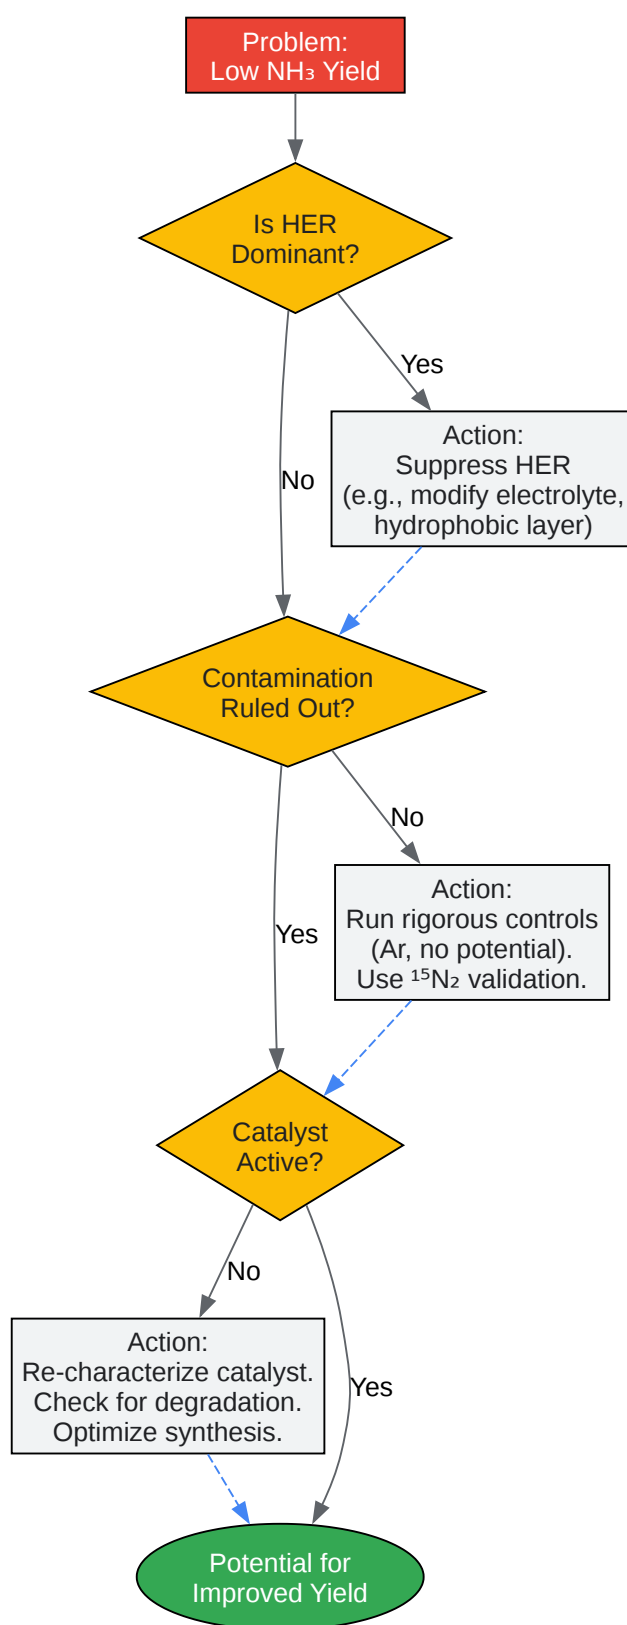 Problem:
Low NH₃ Yield
Is HER
Dominant?
Yes
Action:
Suppress HER
(e.g., modify electrolyte,
hydrophobic layer)
No
Contamination
Ruled Out?
No
Action:
Run rigorous controls
(Ar, no potential).
Use ¹⁵N₂ validation.
Yes
Catalyst
Active?
No
Action:
Re-characterize catalyst.
Check for degradation.
Optimize synthesis.
Yes
Potential for
Improved Yield